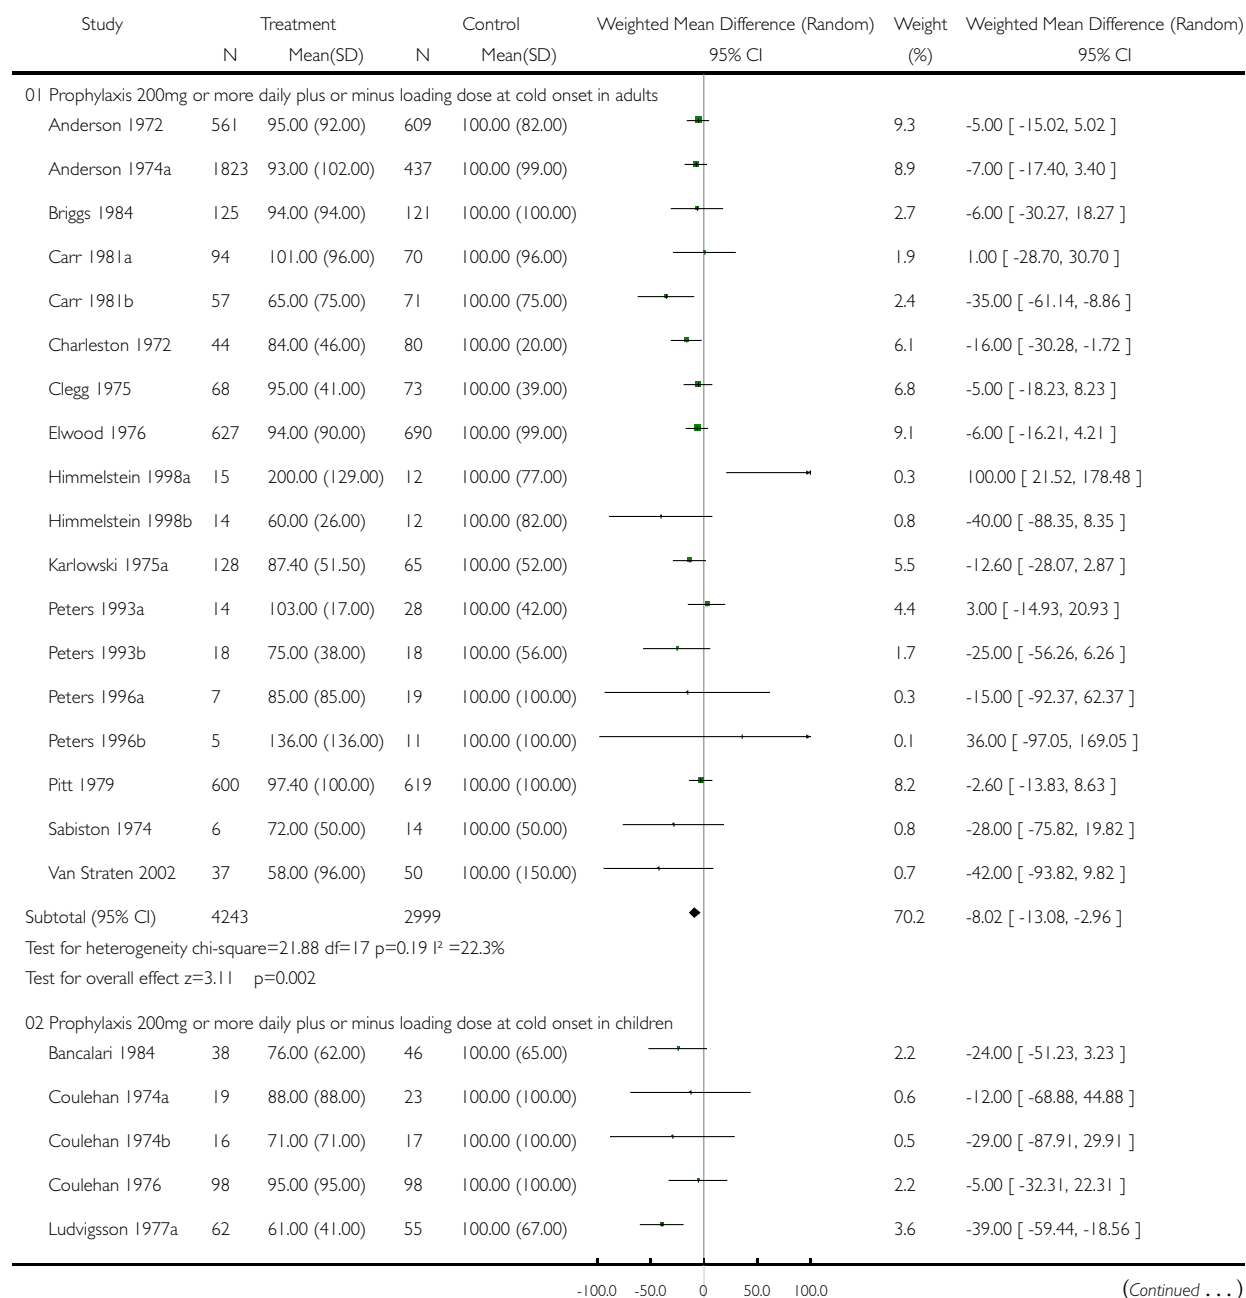 Study Treatment Control Weighted Mean Difference (Random) Weight Weighted Mean Difference (Random)
N Mean(SD) N Mean(SD) 95% CI (%) 95% CI
01 Prophylaxis 200mg or more daily plus or minus loading dose at cold onset in adults
Anderson 1972 561 95.00 (92.00) 609 100.00 (82.00) 9.3 -5.00 [ -15.02, 5.02 ]
Anderson 1974a 1823 93.00 (102.00) 437 100.00 (99.00) 8.9 -7.00 [ -17.40, 3.40 ]
Briggs 1984 125 94.00 (94.00) 121 100.00 (100.00) 2.7 -6.00 [ -30.27, 18.27 ]
Carr 1981a 94 101.00 (96.00) 70 100.00 (96.00) 1.9 1.00 [ -28.70, 30.70 ]
Carr 1981b 57 65.00 (75.00) 71 100.00 (75.00) 2.4 -35.00 [ -61.14, -8.86 ]
Charleston 1972 44 84.00 (46.00) 80 100.00 (20.00) 6.1 -16.00 [ -30.28, -1.72 ]
Clegg 1975 68 95.00 (41.00) 73 100.00 (39.00) 6.8 -5.00 [ -18.23, 8.23 ]
Elwood 1976 627 94.00 (90.00) 690 100.00 (99.00) 9.1 -6.00 [ -16.21, 4.21 ]
Himmelstein 1998a 15 200.00 (129.00) 12 100.00 (77.00) 0.3 100.00 [ 21.52, 178.48 ]
Himmelstein 1998b 14 60.00 (26.00) 12 100.00 (82.00) 0.8 -40.00 [ -88.35, 8.35 ]
Karlowski 1975a 128 87.40 (51.50) 65 100.00 (52.00) 5.5 -12.60 [ -28.07, 2.87 ]
Peters 1993a 14 103.00 (17.00) 28 100.00 (42.00) 4.4 3.00 [ -14.93, 20.93 ]
Peters 1993b 18 75.00 (38.00) 18 100.00 (56.00) 1.7 -25.00 [ -56.26, 6.26 ]
Peters 1996a 7 85.00 (85.00) 19 100.00 (100.00) 0.3 -15.00 [ -92.37, 62.37 ]
Peters 1996b 5 136.00 (136.00) 11 100.00 (100.00) 0.1 36.00 [ -97.05, 169.05 ]
Pitt 1979 600 97.40 (100.00) 619 100.00 (100.00) 8.2 -2.60 [ -13.83, 8.63 ]
Sabiston 1974 6 72.00 (50.00) 14 100.00 (50.00) 0.8 -28.00 [ -75.82, 19.82 ]
Van Straten 2002 37 58.00 (96.00) 50 100.00 (150.00) 0.7 -42.00 [ -93.82, 9.82 ]
Subtotal (95% CI) 4243 2999 70.2 -8.02 [ -13.08, -2.96 ]
Test for heterogeneity chi-square=21.88 df=17 p=0.19 I² =22.3%
Test for overall effect z=3.11 p=0.002
02 Prophylaxis 200mg or more daily plus or minus loading dose at cold onset in children
Bancalari 1984 38 76.00 (62.00) 46 100.00 (65.00) 2.2 -24.00 [ -51.23, 3.23 ]
Coulehan 1974a 19 88.00 (88.00) 23 100.00 (100.00) 0.6 -12.00 [ -68.88, 44.88 ]
Coulehan 1974b 16 71.00 (71.00) 17 100.00 (100.00) 0.5 -29.00 [ -87.91, 29.91 ]
Coulehan 1976 98 95.00 (95.00) 98 100.00 (100.00) 2.2 -5.00 [ -32.31, 22.31 ]
Ludvigsson 1977a 62 61.00 (41.00) 55 100.00 (67.00) 3.6 -39.00 [ -59.44, -18.56 ]
-100.0 -50.0 0 50.0 100.0
(Continued . . . )